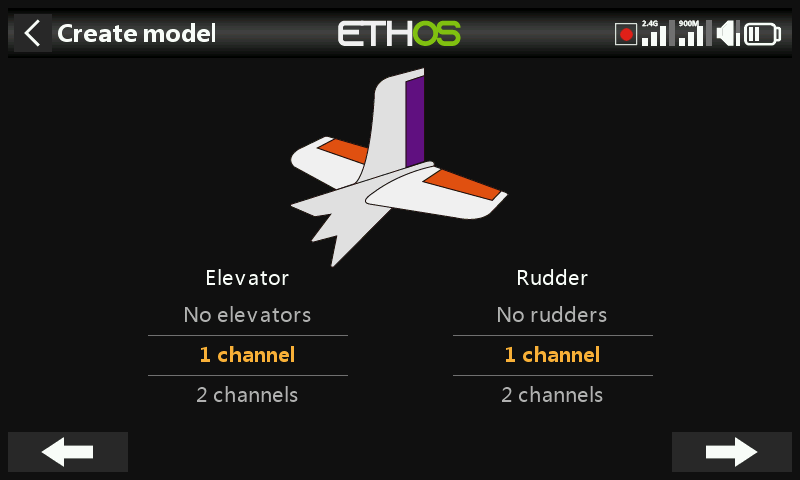 Create model
ETHOS
2.4G
900M
Elevator
Rudder
No elevators
No rudders
1 channel
1 channel
2 channels
2 channels